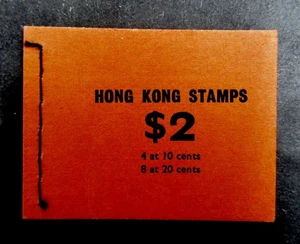 HONG KONG STAMPS
$2
4 at 10 cents
8 at 20 cents